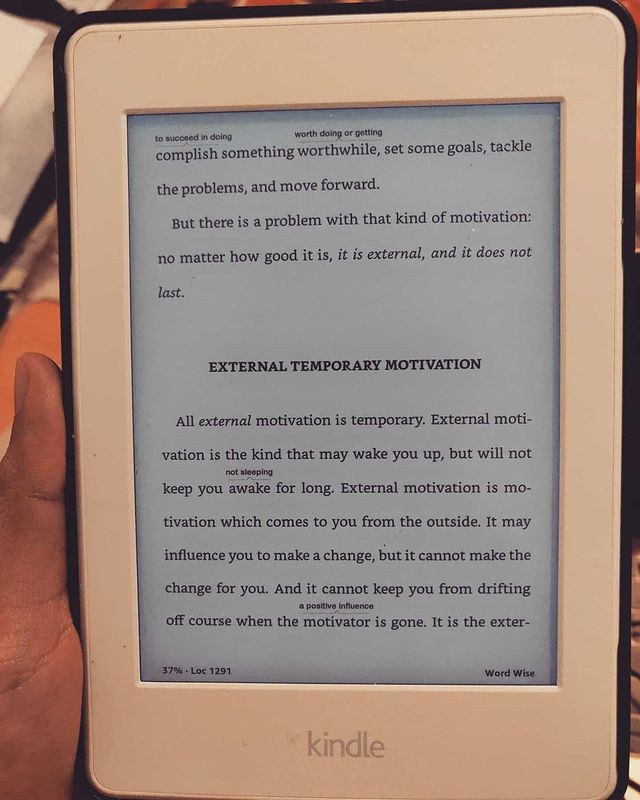 to succeed in doing worth doing or getting
complish something worthwhile, set some goals, tackle
the problems, and move forward.
But there is a problem with that kind of motivation:
no matter how good it is, it is external, and it does not
last.
EXTERNAL TEMPORARY MOTIVATION
All external motivation is temporary. External moti-
vation is the kind that may wake you up, but will not
not sleeping
keep you awake for long. External motivation is mo-
tivation which comes to you from the outside. It may
influence you to make a change, but it cannot make the
change for you. And it cannot keep you from drifting
a positive influence
off course when the motivator is gone. It is the exter-
37% · Loc 1291 Word Wise
kindle